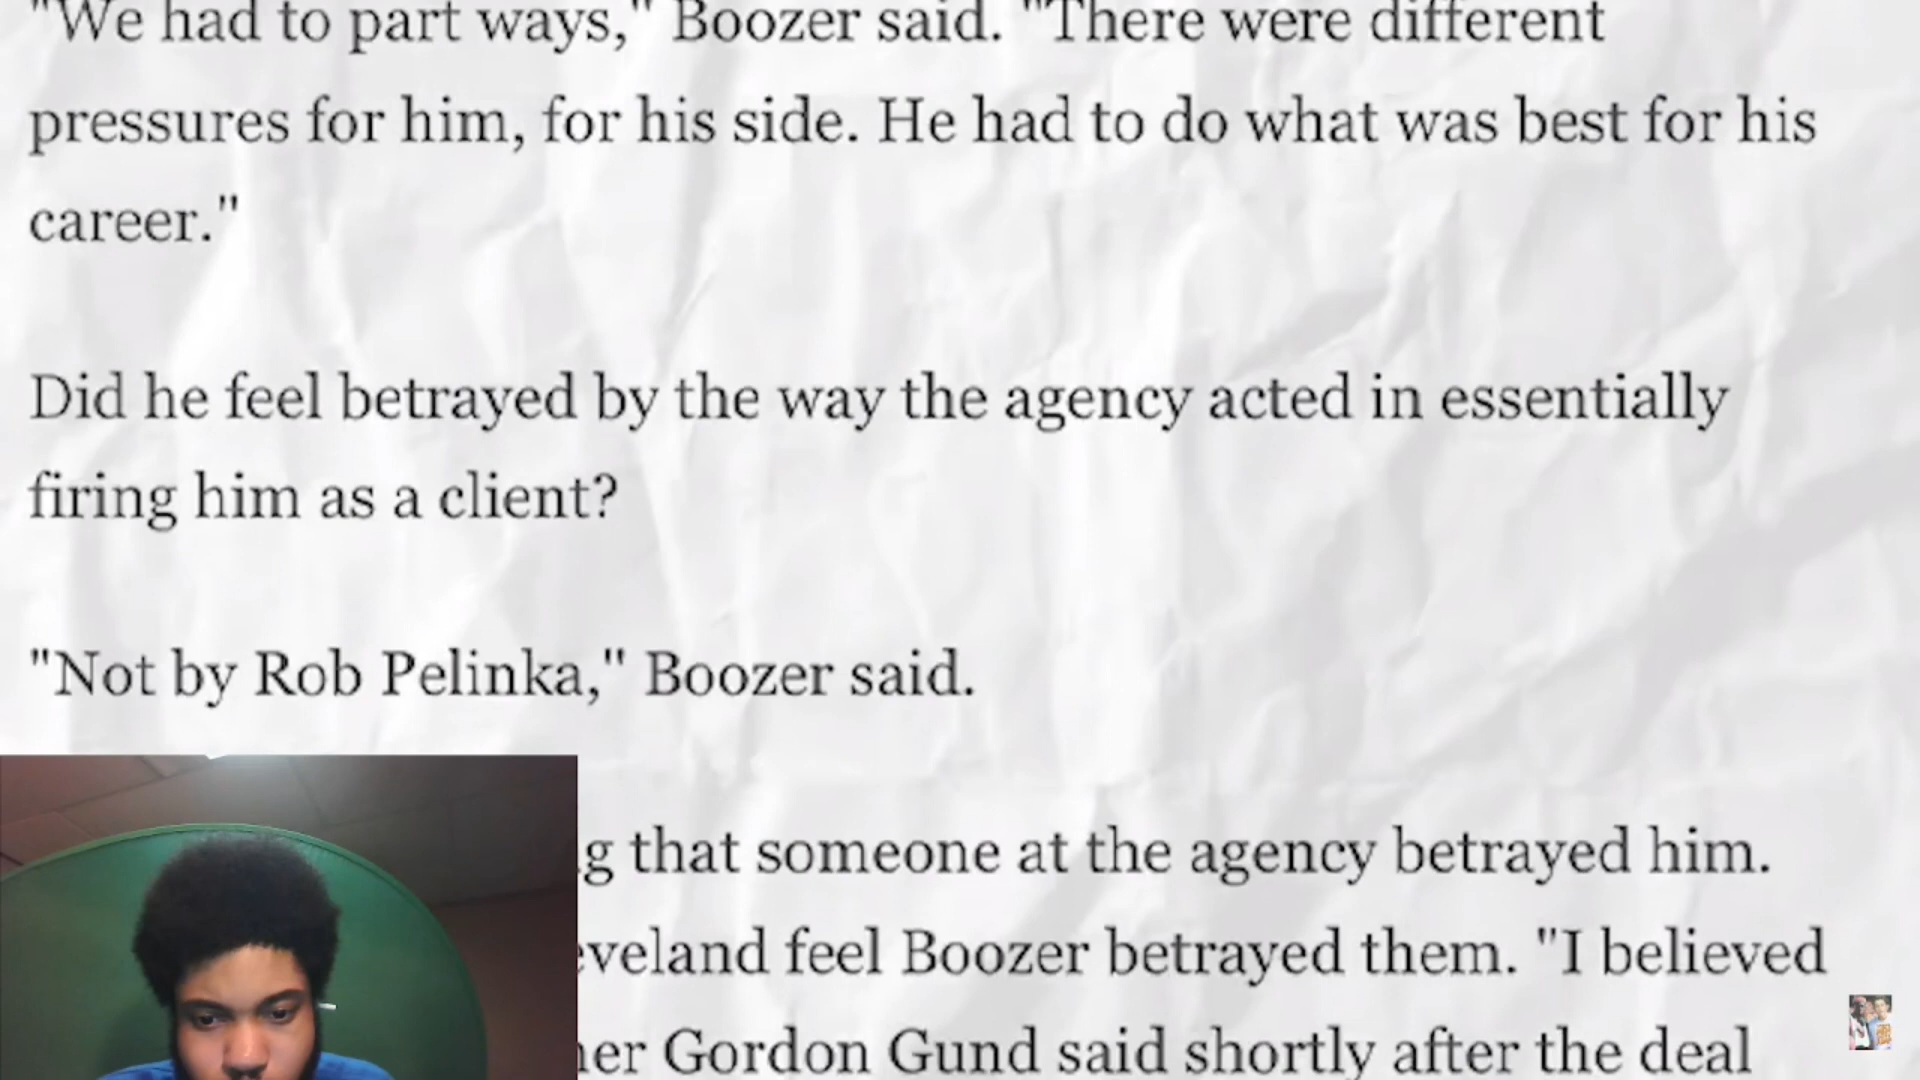 "We had to part ways," Boozer said. "There were different
pressures for him, for his side. He had to do what was best for his
career."
Did he feel betrayed by the way the agency acted in essentially
firing him as a client?
"Not by Rob Pelinka," Boozer said.
that someone at the agency betrayed him.
feel Boozer betrayed them. "I believed
Gordon Gund said shortly after the deal